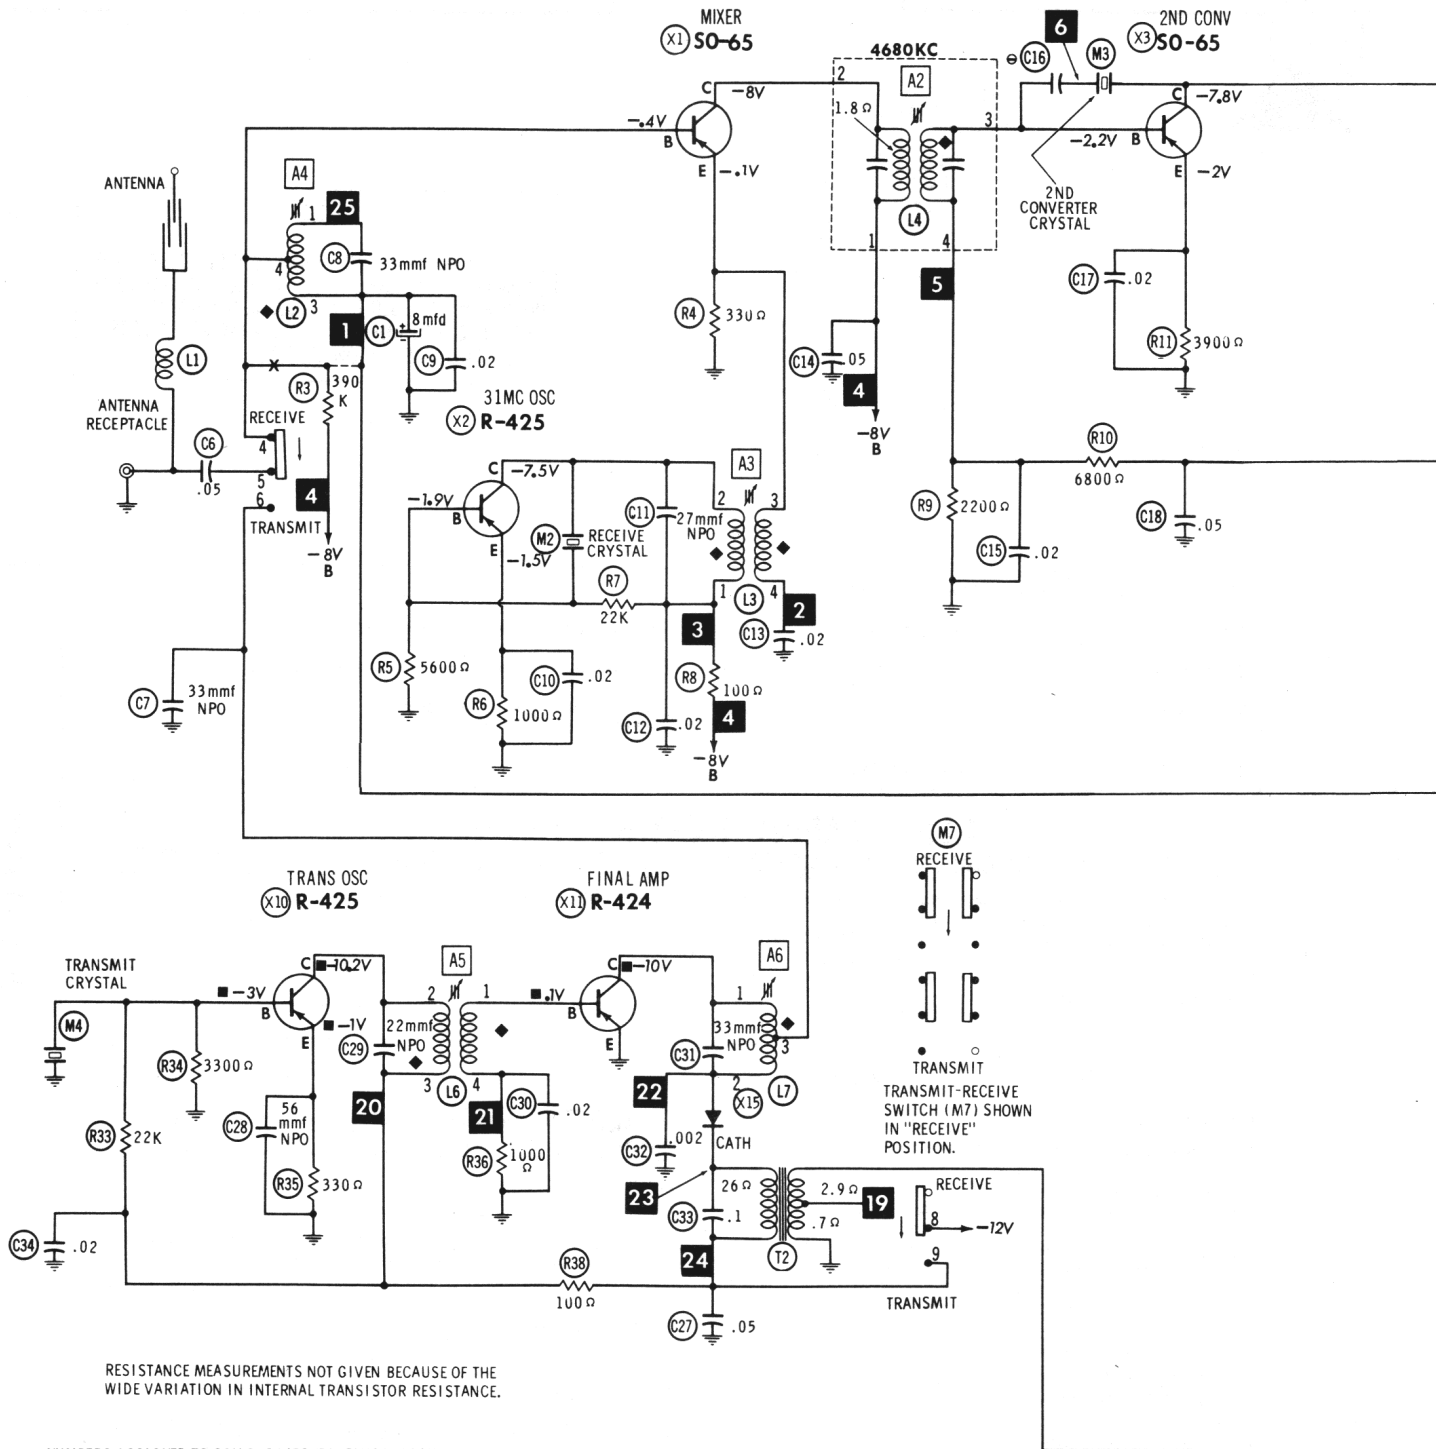 MIXER
X1 SO-65
2ND CONV
X3 SO-65
6
4680KC
C16
M3
2
A2
C
-8V
C
-7.8V
1.8Ω
3
-.4V
B
-2.2V
B
E
-.1V
E
-2V
2ND
CONVERTER
CRYSTAL
L4
1
4
ANTENNA
A4
1
25
4
C8
33mmf NPO
L2
3
1
C1
+
8mfd
C9
.02
R4
330Ω
5
C17
.02
R11
3900Ω
L1
C14
.05
4
-8V
B
R3
390
K
ANTENNA
RECEPTACLE
RECEIVE
4
C6
.05
5
6
4
TRANSMIT
-8V
B
31MC OSC
X2 R-425
C
-7.5V
-1.9V
B
E
-1.5V
M2
RECEIVE
CRYSTAL
C11
27mmf
NPO
A3
2
3
1
4
L3
R7
22K
3
2
C13
.02
R5
5600Ω
R6
1000Ω
C10
.02
C12
.02
R8
100Ω
4
-8V
B
R9
2200Ω
C15
.02
R10
6800Ω
C18
.05
C7
33mmf
NPO
M7
RECEIVE
TRANSMIT
TRANSMIT-RECEIVE
SWITCH (M7) SHOWN
IN "RECEIVE"
POSITION.
TRANS OSC
X10 R-425
FINAL AMP
X11 R-424
TRANSMIT
CRYSTAL
M4
C
■-10.2V
■-3V
B
■-1V
E
A5
2
1
22mmf
NPO
C29
3
4
L6
■.1V
B
C
■-10V
E
A6
1
33mmf
NPO
C31
3
2
L7
X15
R34
3300Ω
R33
22K
C28
56
mmf
NPO
R35
330Ω
20
21
C30
.02
R36
1000
Ω
22
C32
.002
CATH
23
26Ω
2.9Ω
.7Ω
19
C33
.1
T2
24
RECEIVE
8
-12V
9
TRANSMIT
C34
.02
R38
100Ω
C27
.05
RESISTANCE MEASUREMENTS NOT GIVEN BECAUSE OF THE
WIDE VARIATION IN INTERNAL TRANSISTOR RESISTANCE.